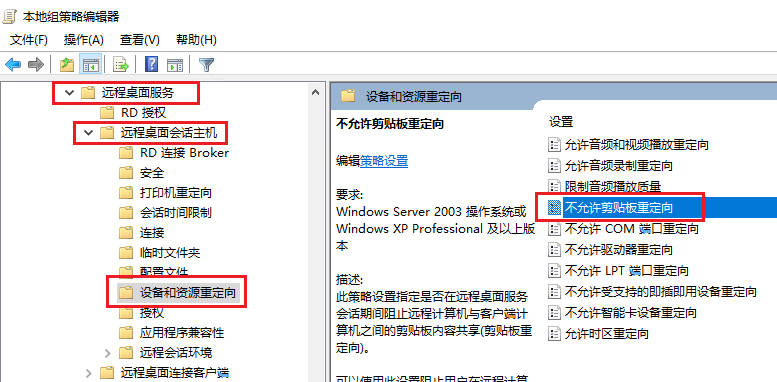 本地组策略编辑器
文件(F) 操作(A) 查看(V) 帮助(H)
远程桌面服务
RD 授权
远程桌面会话主机
RD 连接 Broker
安全
打印机重定向
会话时间限制
连接
临时文件夹
配置文件
设备和资源重定向
授权
应用程序兼容性
远程会话环境
远程桌面连接客户端
设备和资源重定向
不允许剪贴板重定向
编辑策略设置
要求:
Windows Server 2003 操作系统或
Windows XP Professional 及以上版
本
描述:
此策略设置指定是否在远程桌面服务
会话期间阻止远程计算机与客户端计
算机之间的剪贴板内容共享(剪贴板重
定向)。
可以使用此设置阻止用户在远程计算
设置
允许音频和视频播放重定向
允许音频录制重定向
限制音频播放质量
不允许剪贴板重定向
不允许 COM 端口重定向
不允许驱动器重定向
不允许 LPT 端口重定向
不允许受支持的即插即用设备重定向
不允许智能卡设备重定向
允许时区重定向